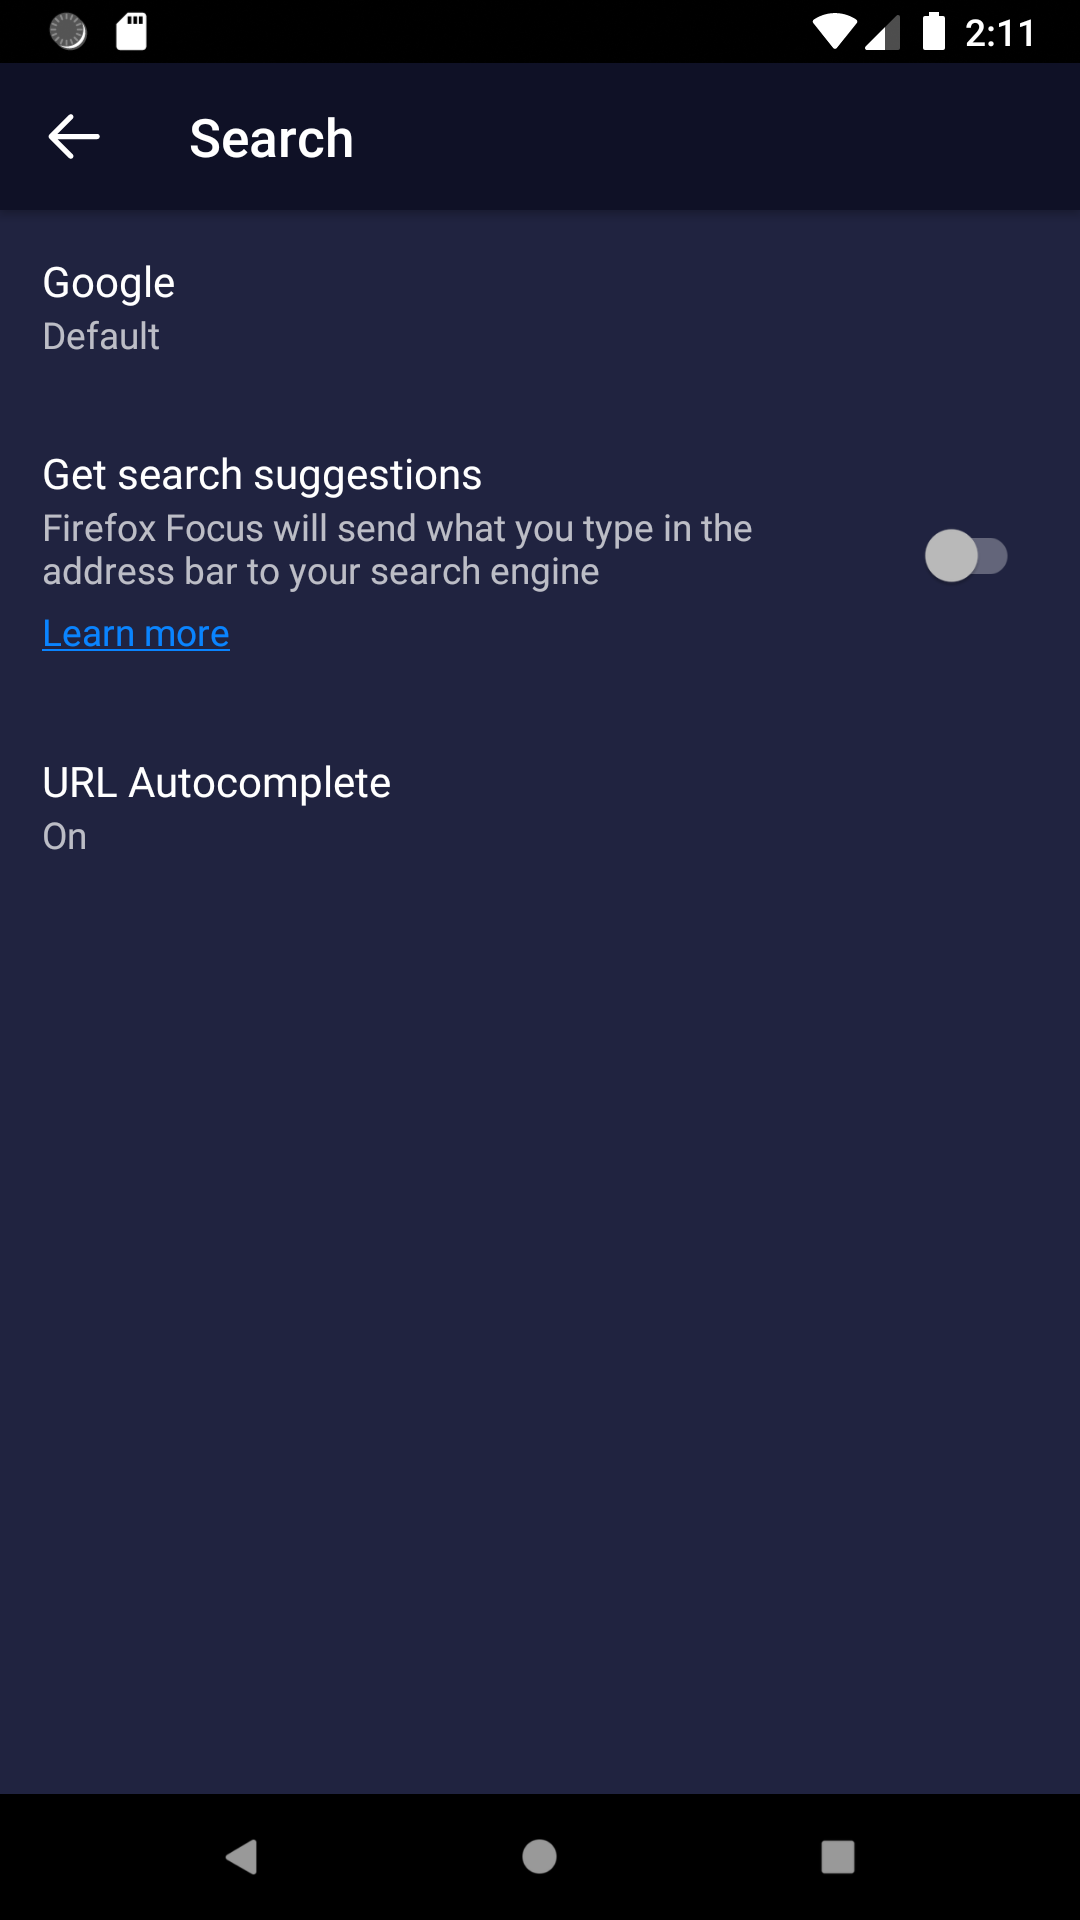 2:11
Search
Google
Default
Get search suggestions
Firefox Focus will send what you type in the
address bar to your search engine
Learn more
URL Autocomplete
On